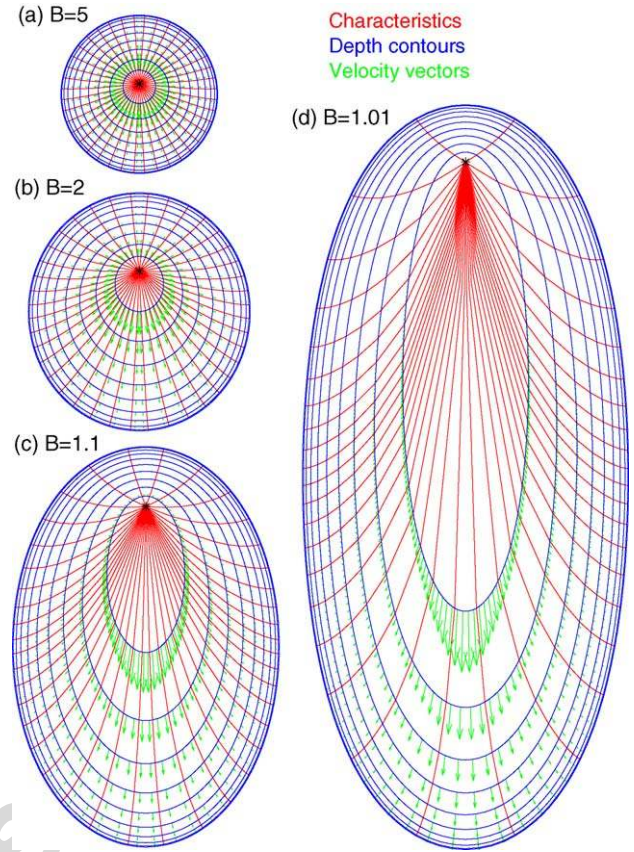 (a) B=5
Characteristics
Depth contours
Velocity vectors
(d) B=1.01
(b) B=2
(c) B=1.1